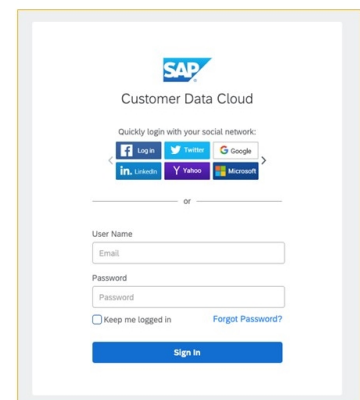 SAP
Customer Data Cloud
Quickly login with your social network:
Log in Twitter Google
in. LinkedIn Y Yahoo Microsoft
or
User Name
Email
Password
Password
Keep me logged in Forgot Password?
Sign In